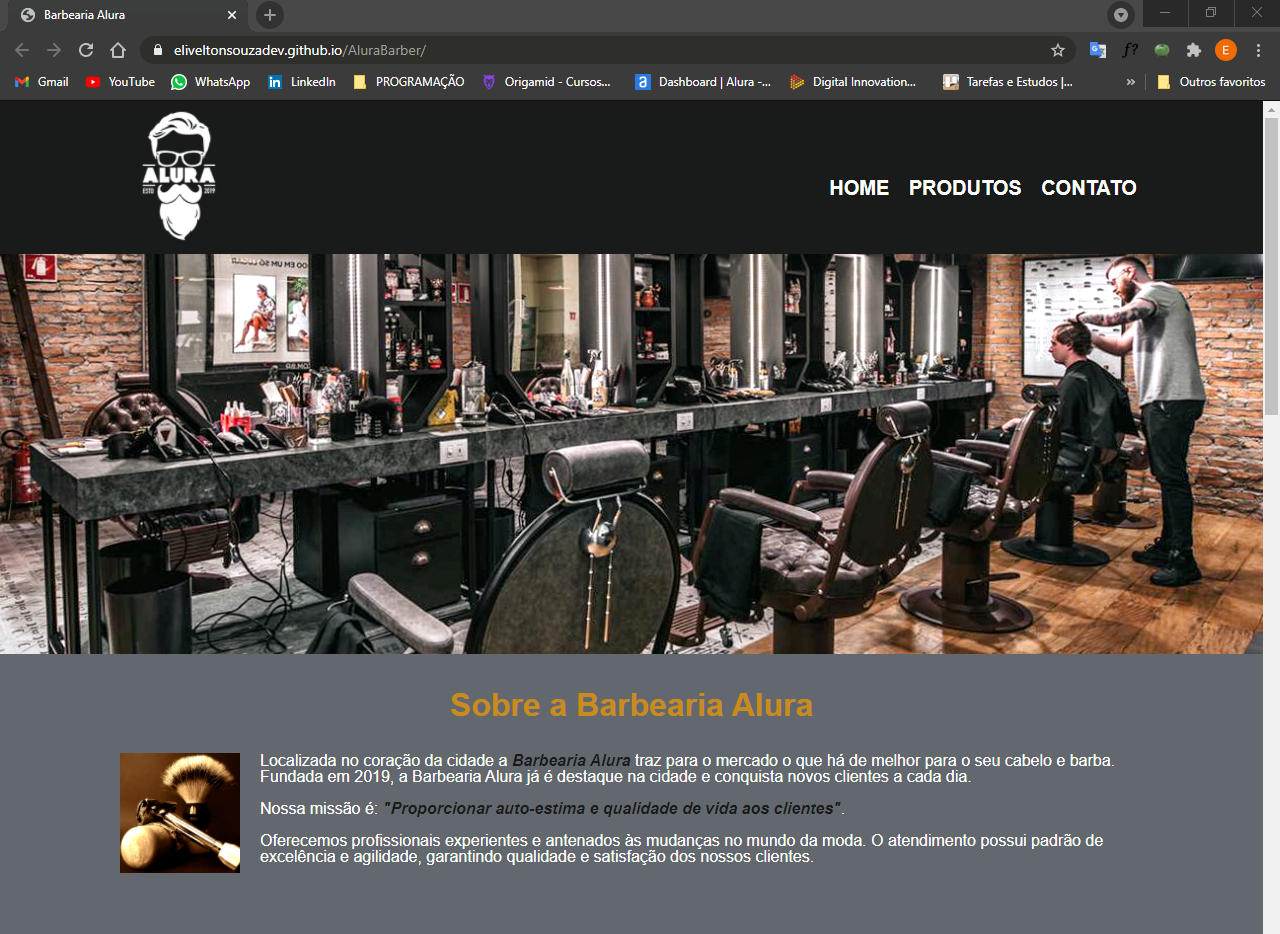 Barbearia Alura
eliveltonsouzadev.github.io/AluraBarber/
f?
E
Gmail
YouTube
WhatsApp
LinkedIn
PROGRAMAÇÃO
Origamid - Cursos...
Dashboard | Alura -...
Digital Innovation...
Tarefas e Estudos |...
»
Outros favoritos
ALURA
ESTD 2019
HOME PRODUTOS CONTATO
Sobre a Barbearia Alura
Localizada no coração da cidade a Barbearia Alura traz para o mercado o que há de melhor para o seu cabelo e barba.
Fundada em 2019, a Barbearia Alura já é destaque na cidade e conquista novos clientes a cada dia.
Nossa missão é: "Proporcionar auto-estima e qualidade de vida aos clientes".
Oferecemos profissionais experientes e antenados às mudanças no mundo da moda. O atendimento possui padrão de
excelência e agilidade, garantindo qualidade e satisfação dos nossos clientes.